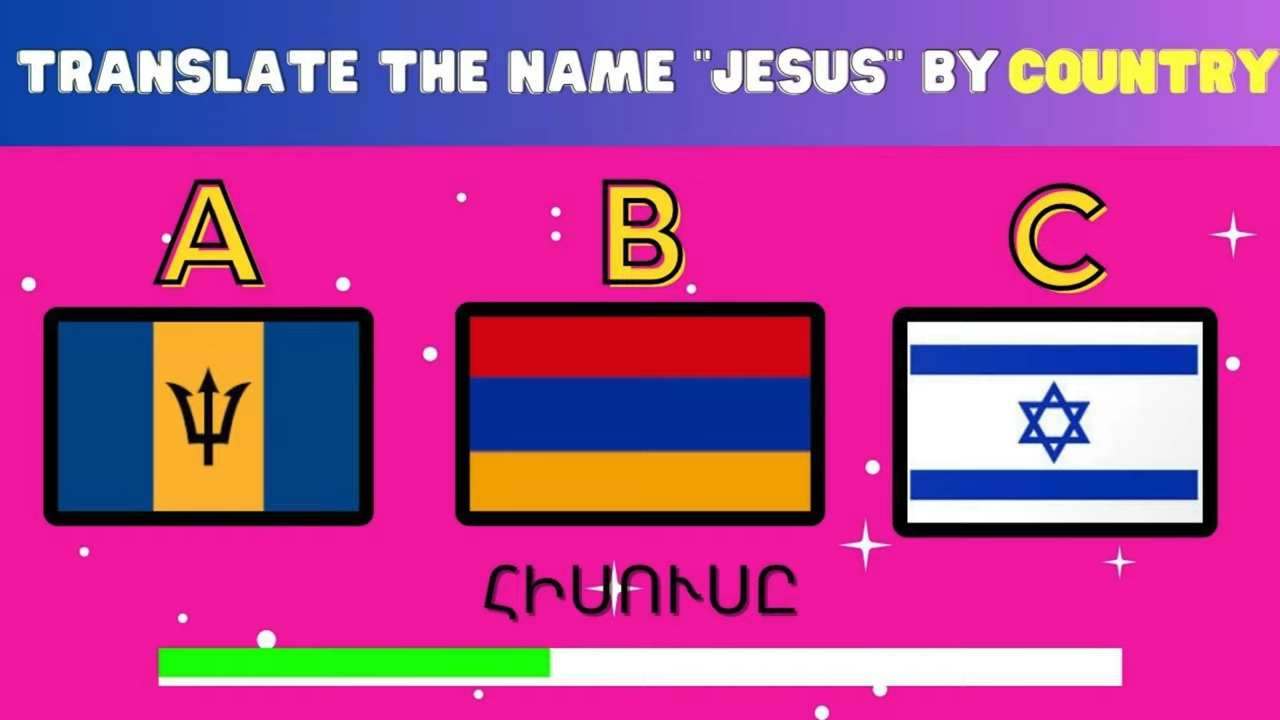 TRANSLATE THE NAME "JESUS" BY COUNTRY
A
B
C
ՀԻՍՈՒՍԸ